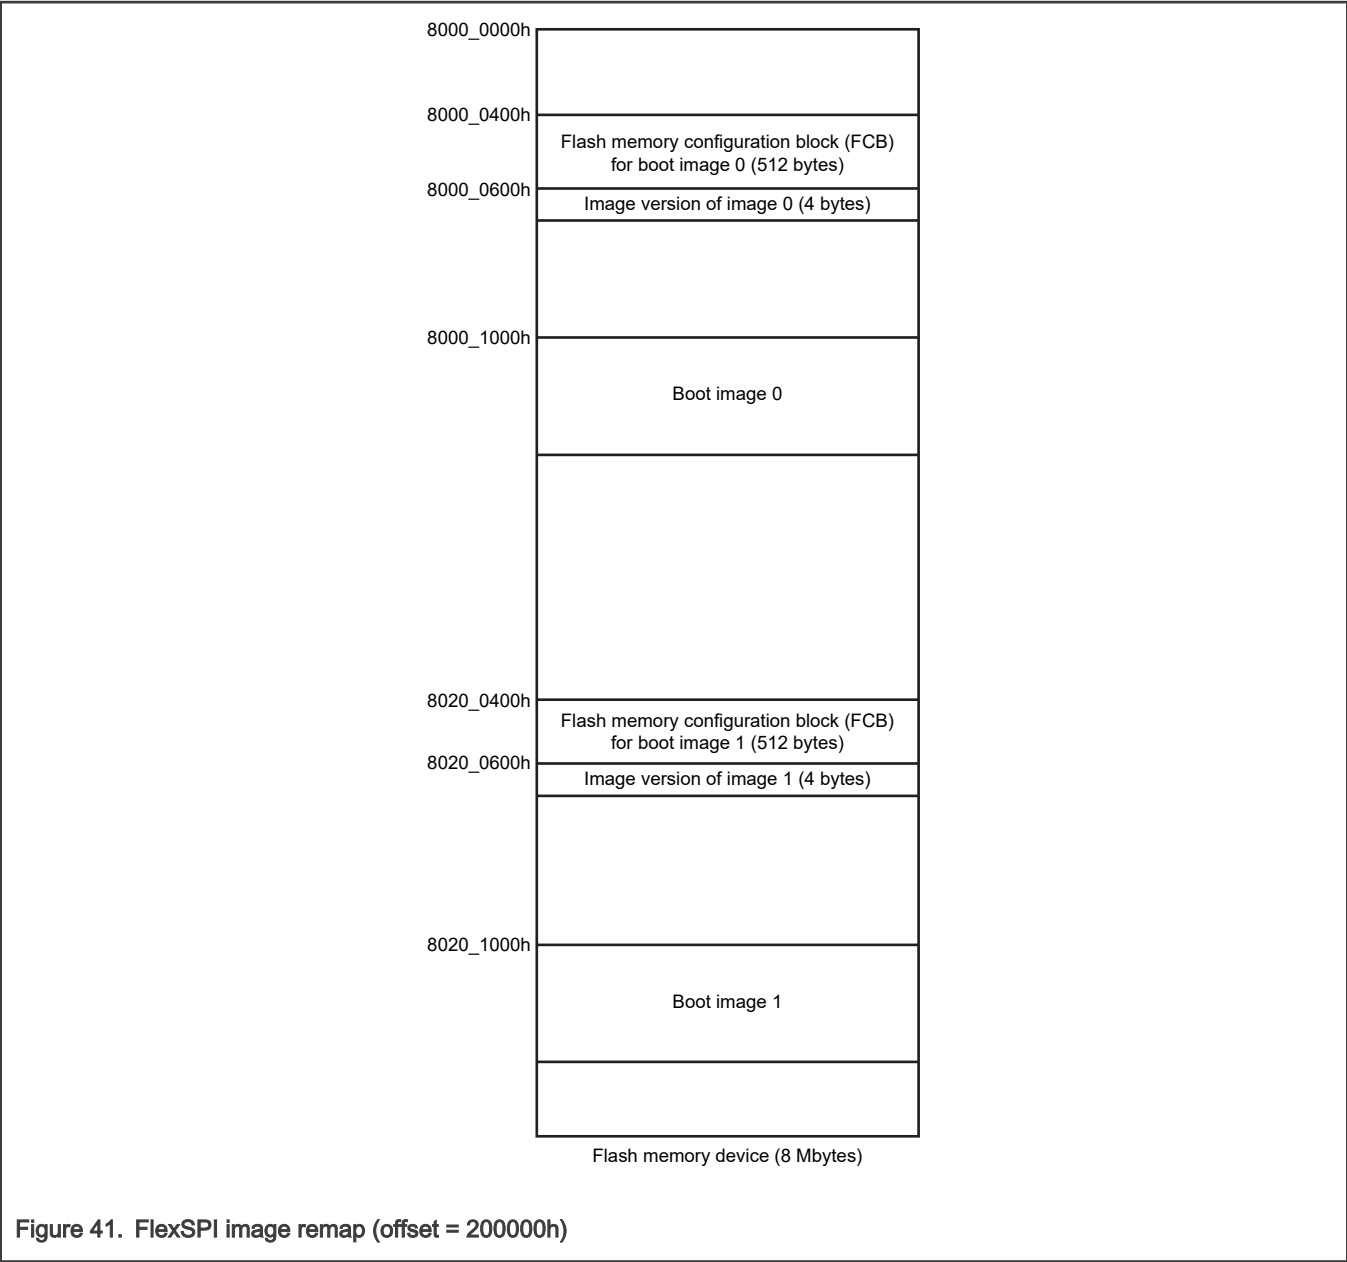 8000_0000h
8000_0400h
Flash memory configuration block (FCB)
for boot image 0 (512 bytes)
8000_0600h
Image version of image 0 (4 bytes)
8000_1000h
Boot image 0
8020_0400h
Flash memory configuration block (FCB)
for boot image 1 (512 bytes)
8020_0600h
Image version of image 1 (4 bytes)
8020_1000h
Boot image 1
Flash memory device (8 Mbytes)
Figure 41. FlexSPI image remap (offset = 200000h)